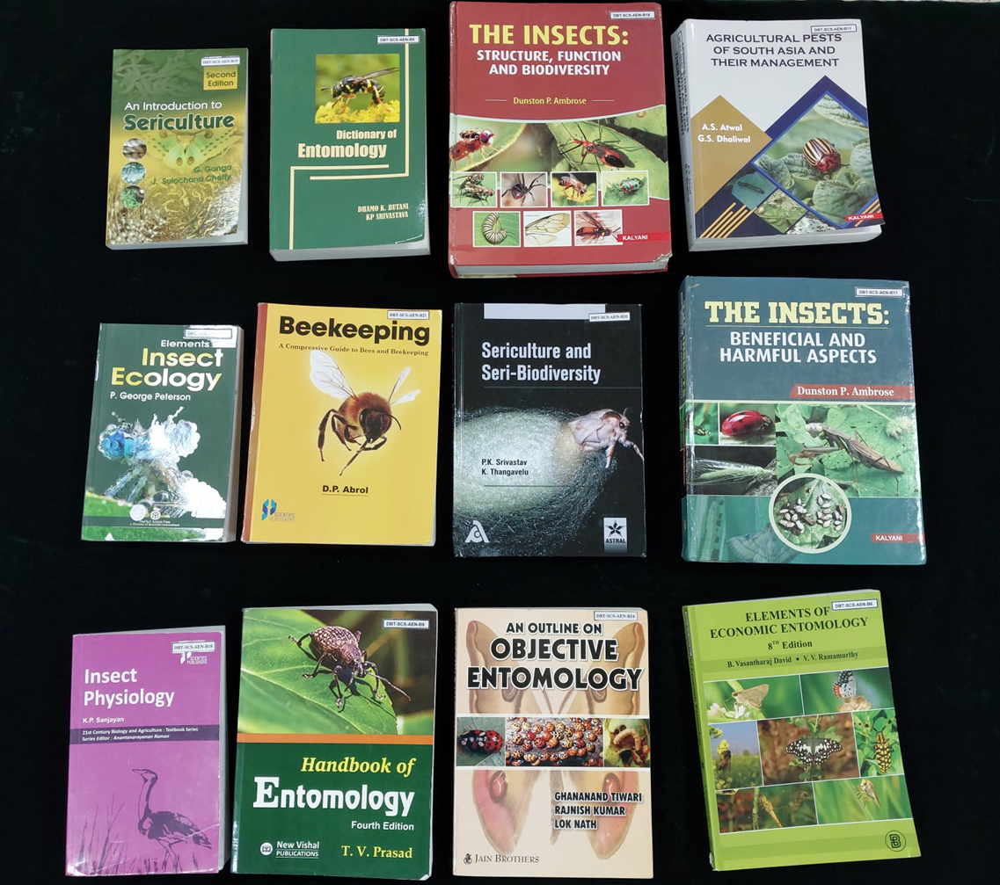 DBT-SCS-AEN-B15
Second
Edition
An Introduction to
Sericulture
G. Ganga
J. Sulochana Chetty
DBT-SCS-AEN-B5
Dictionary of
Entomology
DHAMO K. BUTANI
KP SRIVASTAVA
DBT-SCS-AEN-B16
THE INSECTS:
STRUCTURE, FUNCTION
AND BIODIVERSITY
Dunston P. Ambrose
KALYANI
DBT-SCS-AEN-B11
AGRICULTURAL PESTS
OF SOUTH ASIA AND
THEIR MANAGEMENT
A.S. Atwal
G.S. Dhaliwal
KALYANI
Elements
Insect
Ecology
P. George Peterson
DBT-SCS-AEN-B21
Beekeeping
A Compressive Guide to Bees and Beekeeping
D.P. Abrol
SCIENTIFIC
PUBLISHERS
DBT-SCS-AEN-B20
Sericulture and
Seri-Biodiversity
P.K. Srivastav
K. Thangavelu
ASTRAL
DBT-SCS-AEN-B17
THE INSECTS:
BENEFICIAL AND
HARMFUL ASPECTS
Dunston P. Ambrose
KALYANI
DBT-SCS-AEN-B18
SCIENTIFIC
PUBLISHERS
Insect
Physiology
K.P. Sanjayan
21st Century Biology and Agriculture : Textbook Series
Series Editor : Anantanarayanan Raman
DBT-SCS-AEN-B9
Handbook of
Entomology
Fourth Edition
New Vishal
PUBLICATIONS
T. V. Prasad
DBT-SCS-AEN-B24
AN OUTLINE ON
OBJECTIVE
ENTOMOLOGY
GHANANAND TIWARI
RAJNISH KUMAR
LOK NATH
JAIN BROTHERS
DBT-SCS-AEN-B6
ELEMENTS OF
ECONOMIC ENTOMOLOGY
8TH Edition
B. Vasantharaj David • V. V. Ramamurthy